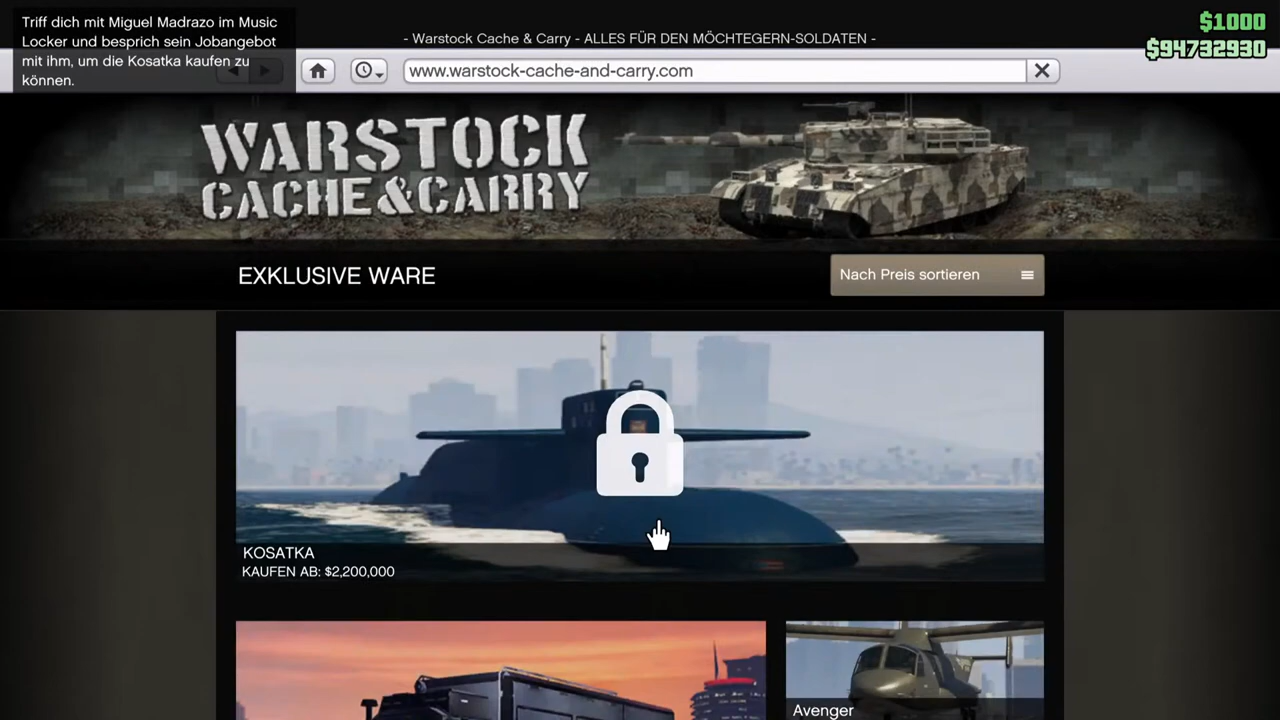 Triff dich mit Miguel Madrazo im Music
Locker und besprich sein Jobangebot
mit ihm, um die Kosatka kaufen zu
können.
$1000
$94732930
- Warstock Cache & Carry - ALLES FÜR DEN MÖCHTEGERN-SOLDATEN -
www.warstock-cache-and-carry.com
WARSTOCK
CACHE&CARRY
EXKLUSIVE WARE
Nach Preis sortieren
KOSATKA
KAUFEN AB: $2,200,000
Avenger